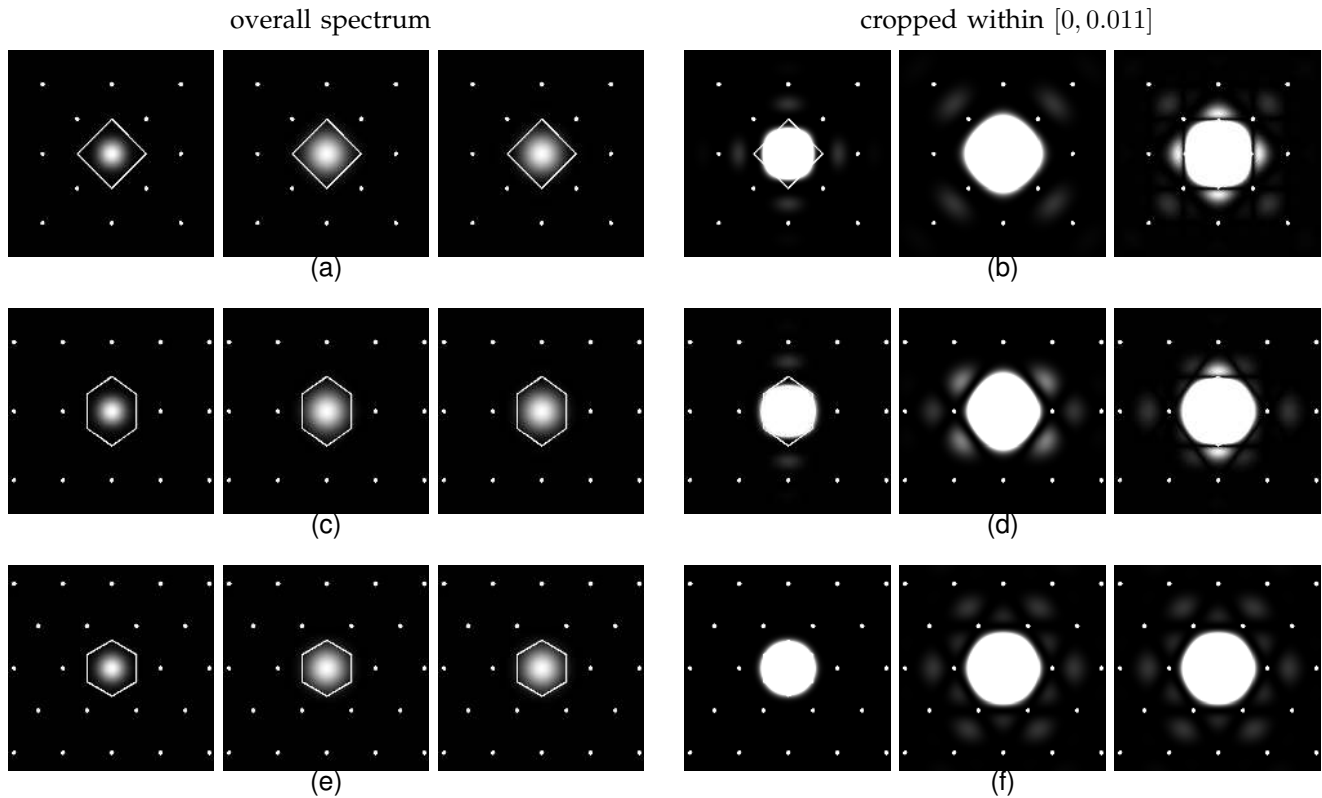 overall spectrum
cropped within [0, 0.011]
(a)
(b)
(c)
(d)
(e)
(f)